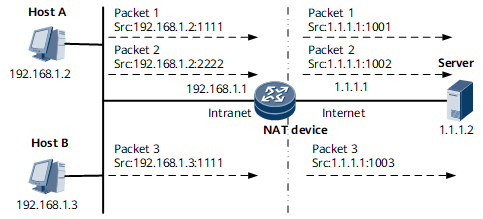 Host A
192.168.1.2
Packet 1
Src:192.168.1.2:1111
Packet 2
Src:192.168.1.2:2222
Packet 1
Src:1.1.1.1:1001
Packet 2
Src:1.1.1.1:1002
Server
1.1.1.2
192.168.1.1
1.1.1.1
Intranet
Internet
NAT device
Host B
192.168.1.3
Packet 3
Src:192.168.1.3:1111
Packet 3
Src:1.1.1.1:1003